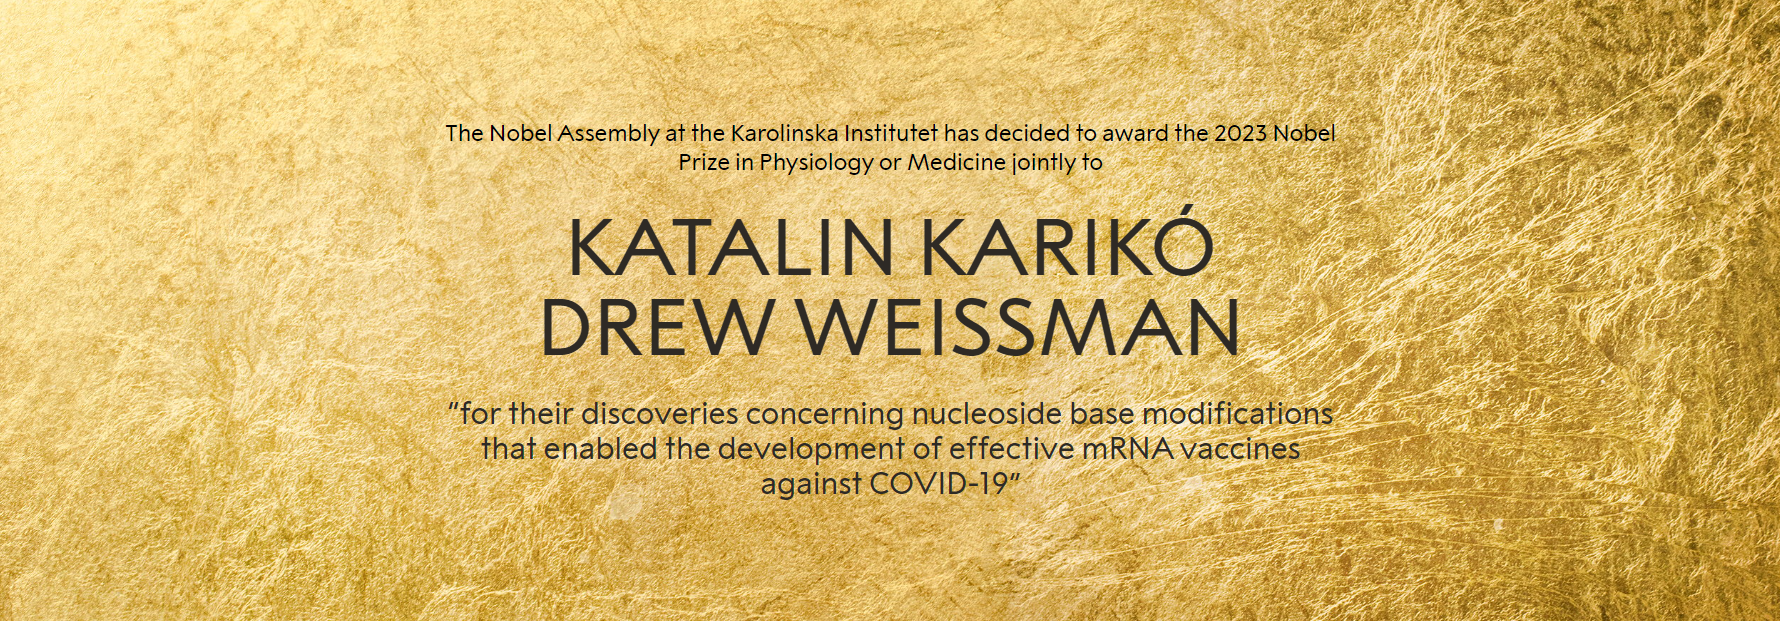 The Nobel Assembly at the Karolinska Institutet has decided to award the 2023 Nobel
Prize in Physiology or Medicine jointly to
KATALIN KARIKÓ
DREW WEISSMAN
“for their discoveries concerning nucleoside base modifications
that enabled the development of effective mRNA vaccines
against COVID-19”